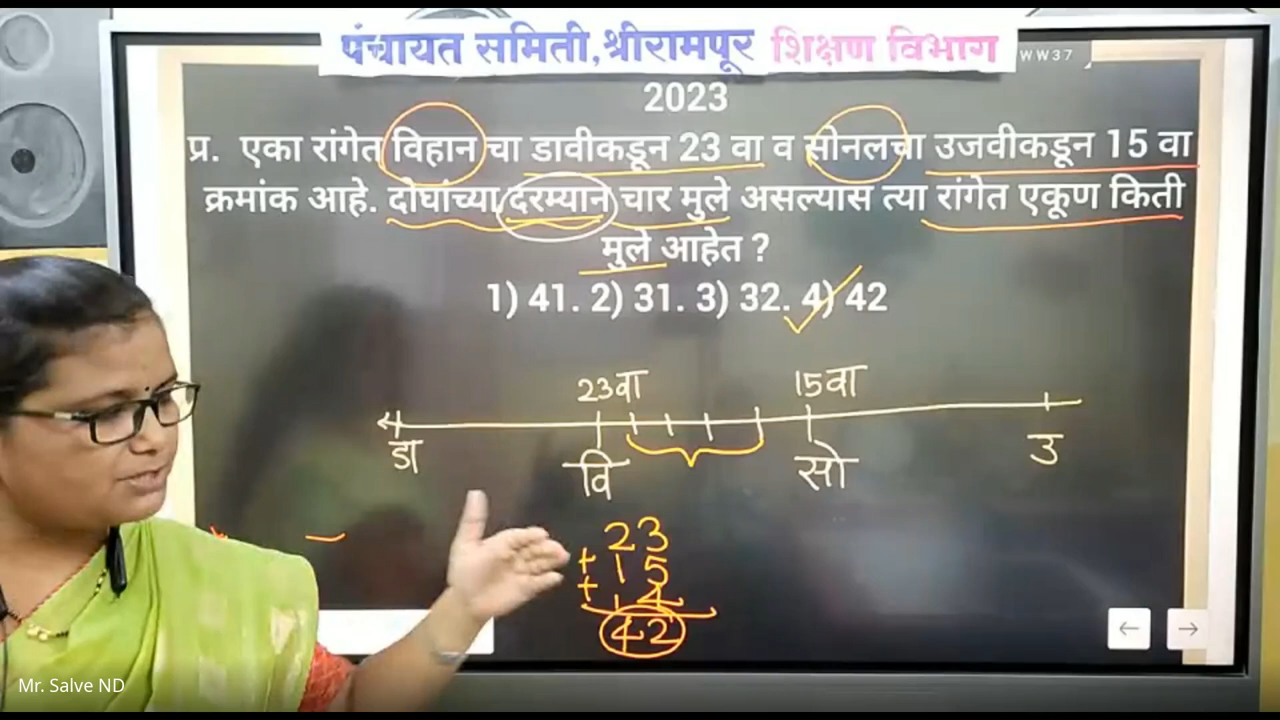 पंचायत समिती,श्रीरामपूर शिक्षण विभाग
WW37
2023
प्र. एका रांगेत विहान चा डावीकडून 23 वा व सोनलचा उजवीकडून 15 वा
क्रमांक आहे. दोघांच्या दरम्यान चार मुले असल्यास त्या रांगेत एकूण किती
मुले आहेत ?
1) 41. 2) 31. 3) 32. 4) 42
23वा 15वा
डा वि सो उ
23
+ 15
+ 4
42
← →
Mr. Salve ND